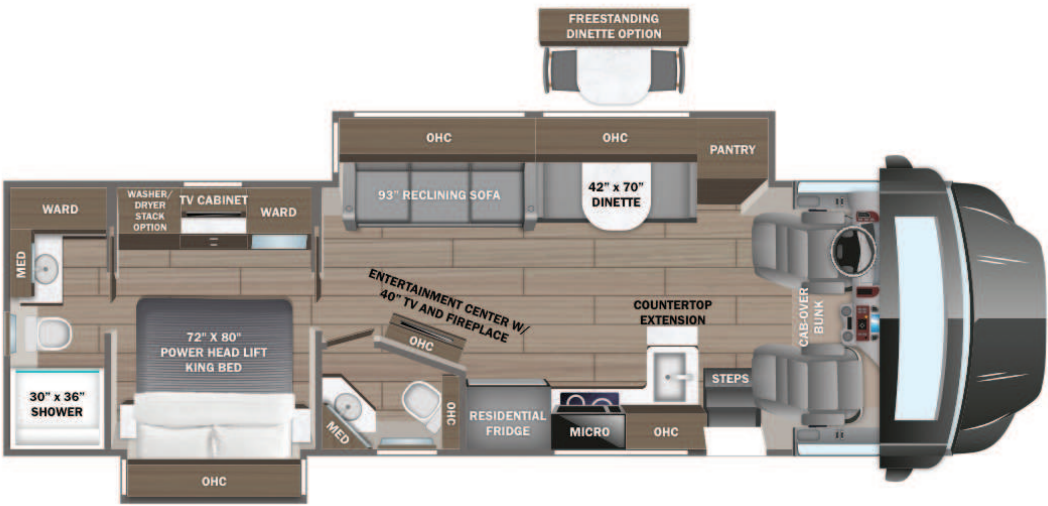 FREESTANDING
DINETTE OPTION
OHC
OHC
PANTRY
93" RECLINING SOFA
42" x 70"
DINETTE
WARD
WASHER/
DRYER
STACK
OPTION
TV CABINET
WARD
MED
ENTERTAINMENT CENTER W/
40" TV AND FIREPLACE
OHC
COUNTERTOP
EXTENSION
CAB-OVER
BUNK
72" X 80"
POWER HEAD LIFT
KING BED
30" x 36"
SHOWER
STEPS
MED
OHC
RESIDENTIAL
FRIDGE
MICRO
OHC
OHC